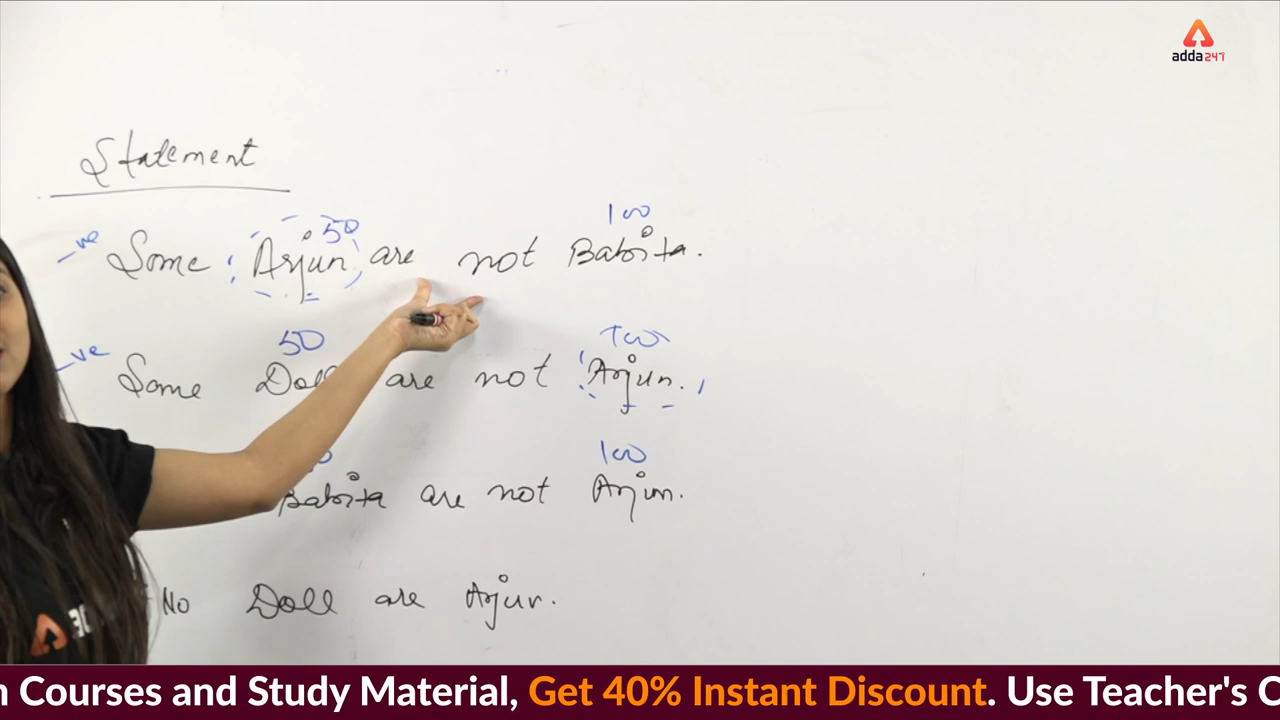 adda247
Statement
100
-ve Some Arjun 50 are not Babita.
50 100
-ve Some Doll are not Arjun.
100
Babita are not Arjun.
No Doll are Arjun.
Courses and Study Material, Get 40% Instant Discount. Use Teacher's